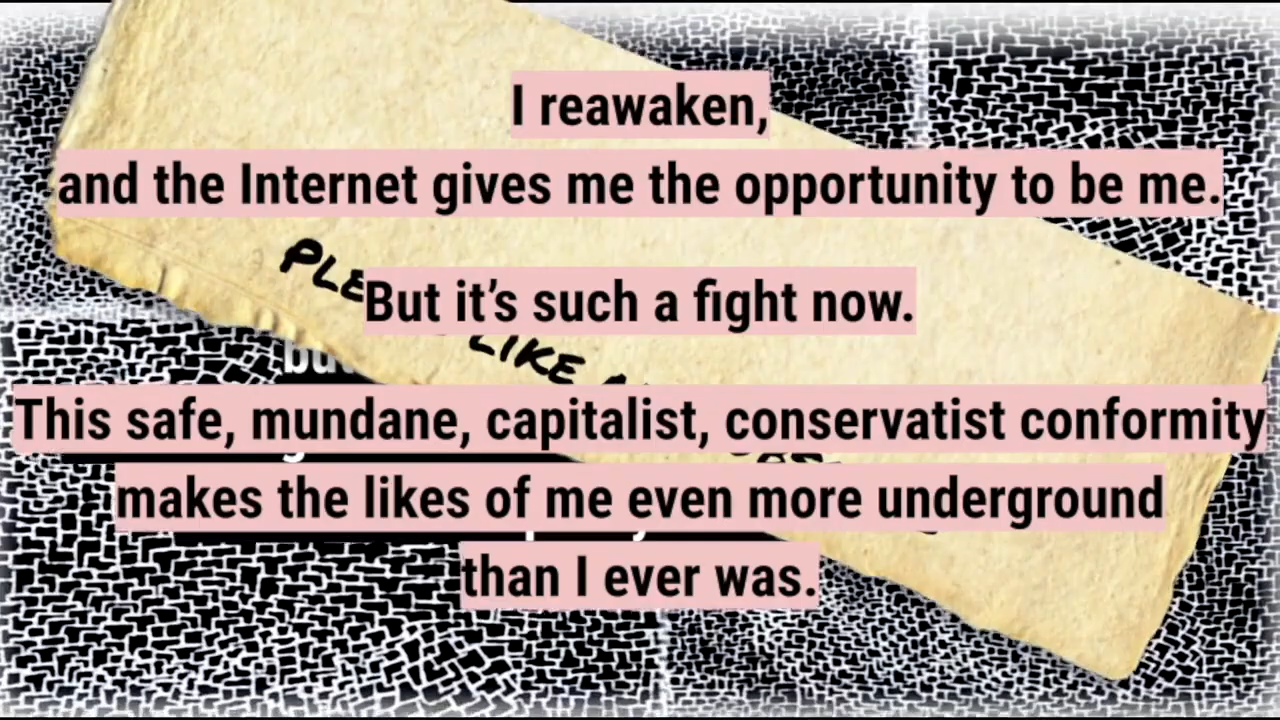 I reawaken,
and the Internet gives me the opportunity to be me.
But it’s such a fight now.
LIKE
This safe, mundane, capitalist, conservatist conformity
makes the likes of me even more underground
than I ever was.